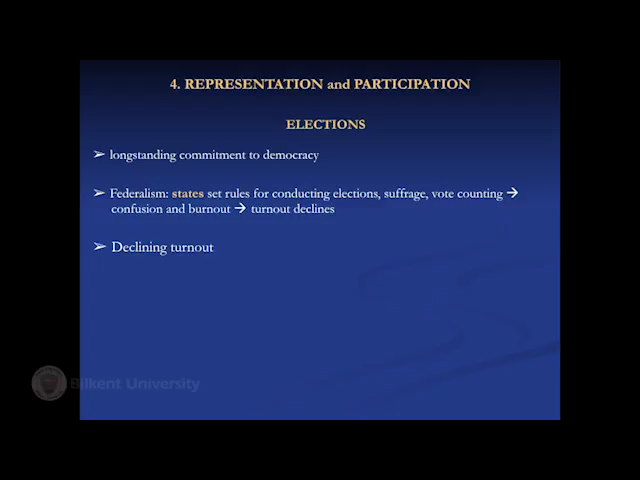 4. REPRESENTATION and PARTICIPATION
ELECTIONS
➢ longstanding commitment to democracy
➢ Federalism: states set rules for conducting elections, suffrage, vote counting →
confusion and burnout → turnout declines
➢ Declining turnout
Bilkent University